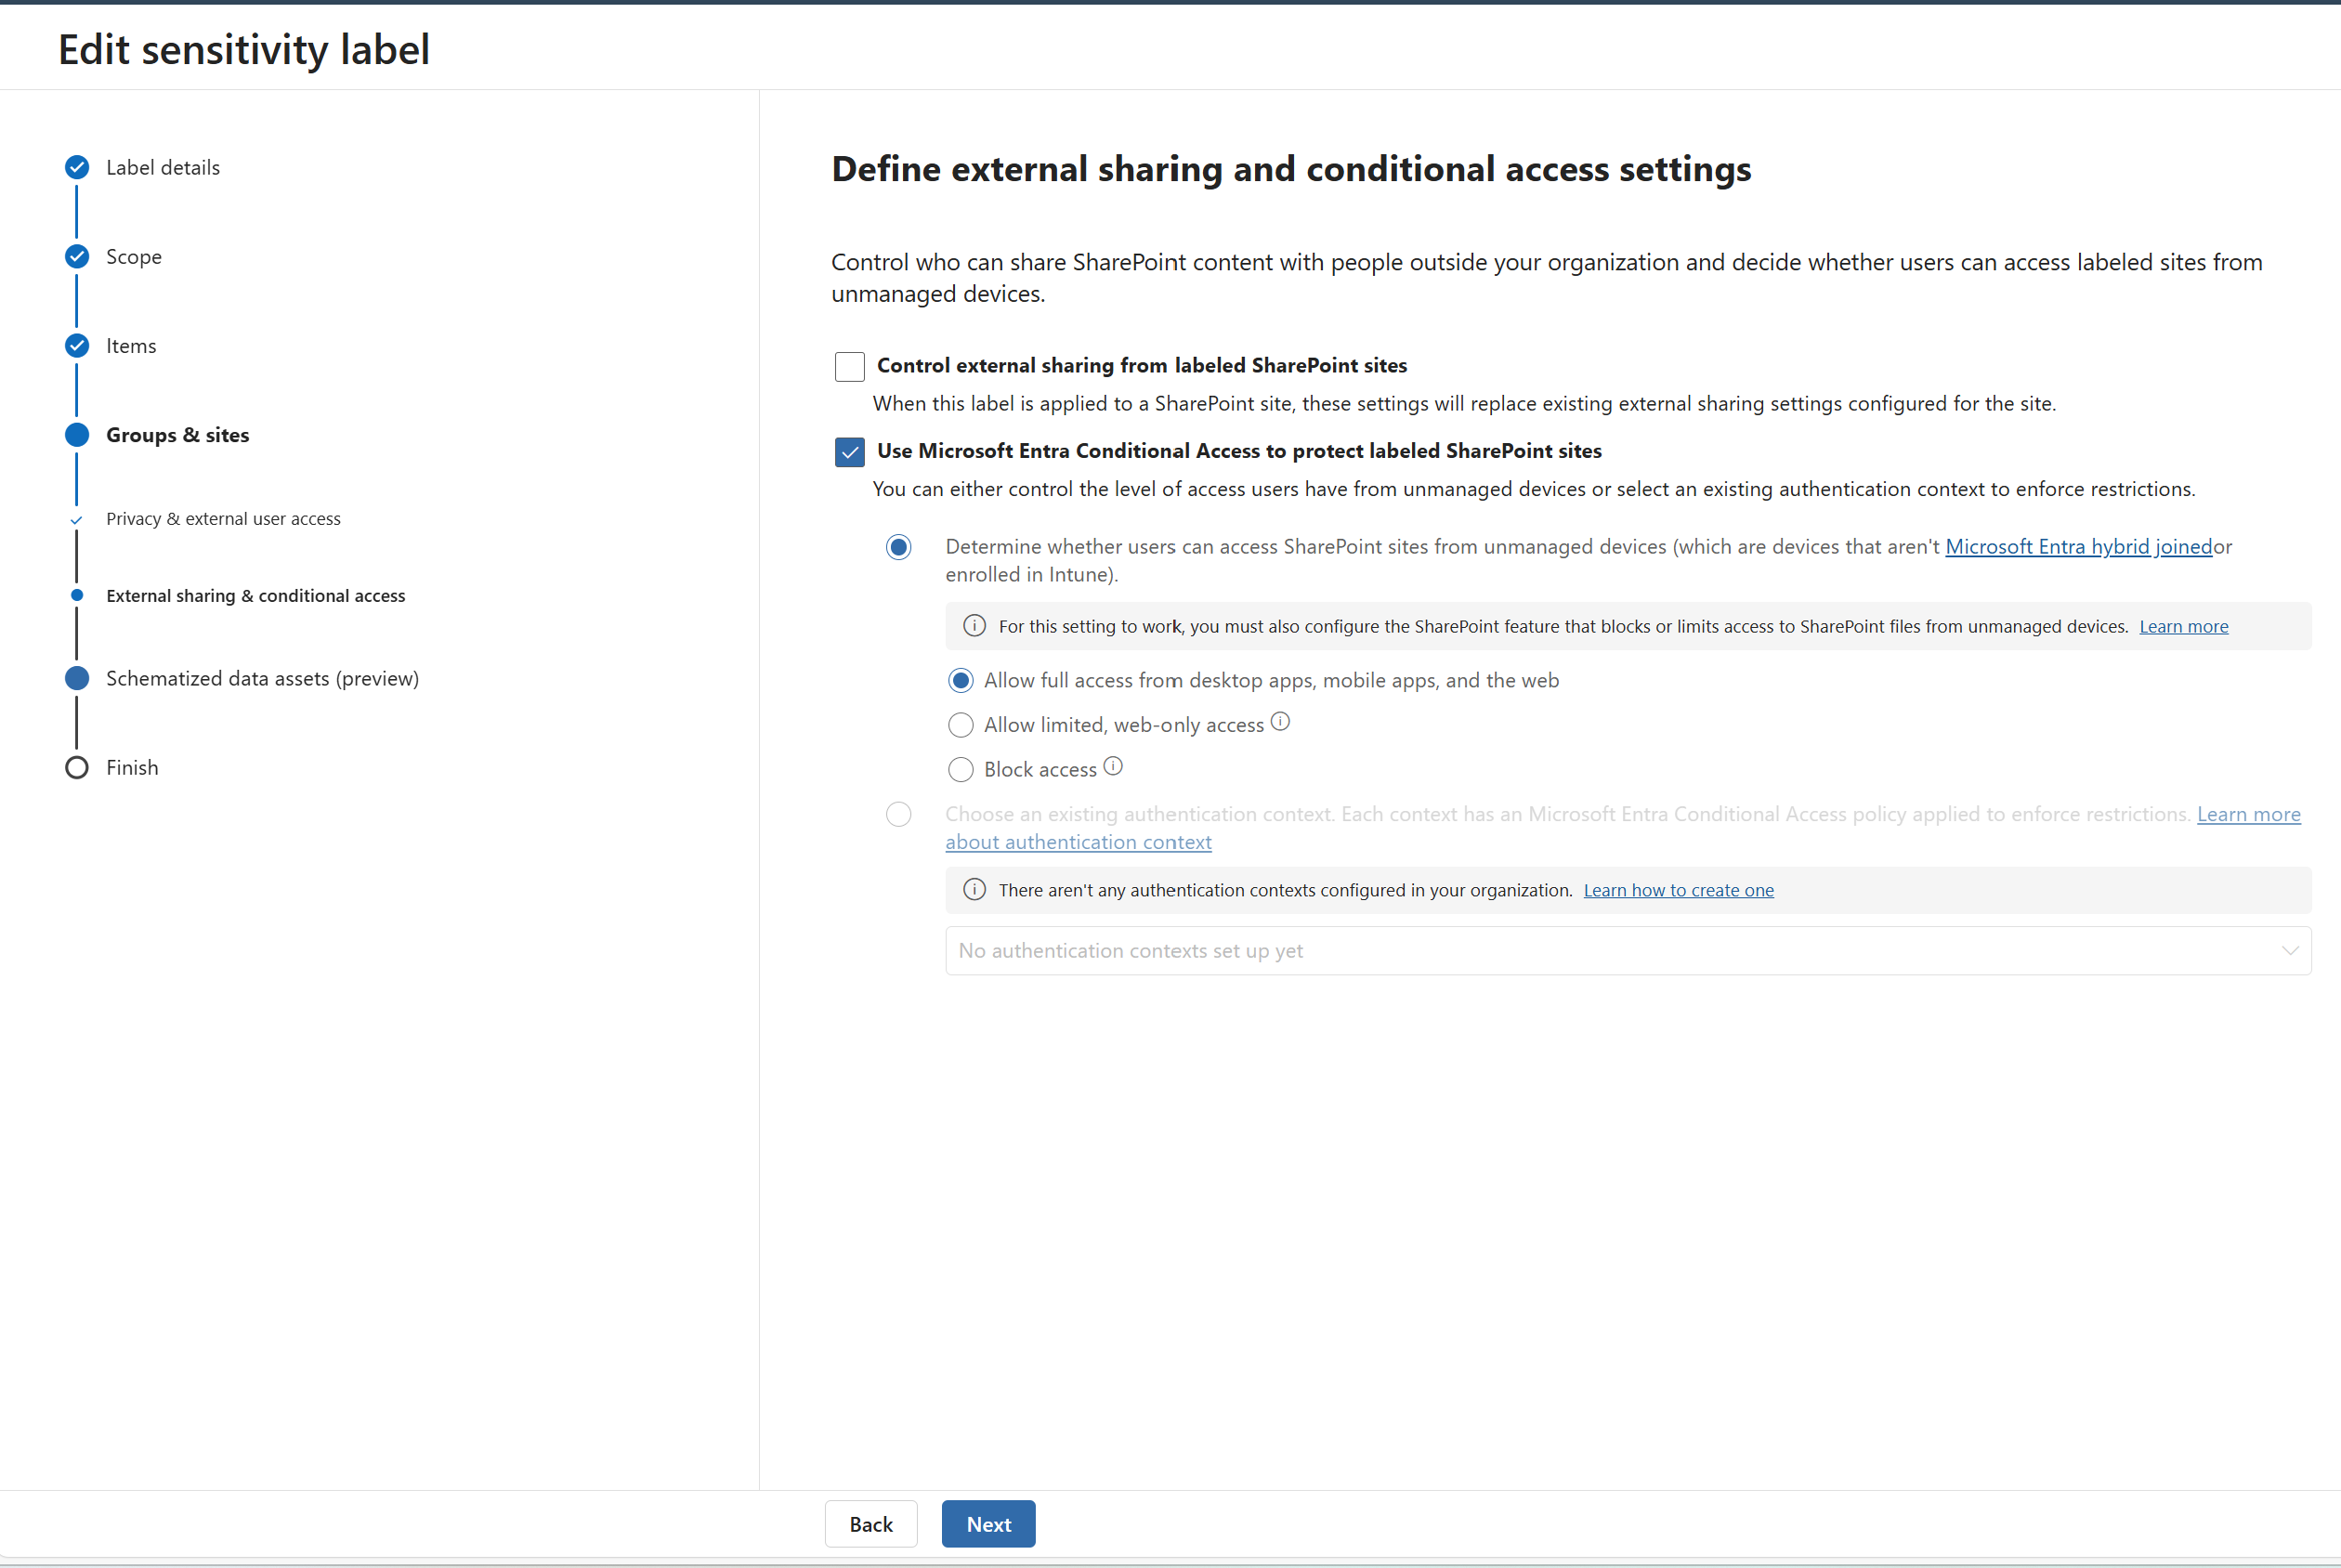 Edit sensitivity label
Label details
Scope
Items
Groups & sites
Privacy & external user access
External sharing & conditional access
Schematized data assets (preview)
Finish
Define external sharing and conditional access settings
Control who can share SharePoint content with people outside your organization and decide whether users can access labeled sites from
unmanaged devices.
Control external sharing from labeled SharePoint sites
When this label is applied to a SharePoint site, these settings will replace existing external sharing settings configured for the site.
Use Microsoft Entra Conditional Access to protect labeled SharePoint sites
You can either control the level of access users have from unmanaged devices or select an existing authentication context to enforce restrictions.
Determine whether users can access SharePoint sites from unmanaged devices (which are devices that aren't Microsoft Entra hybrid joinedor
enrolled in Intune).
For this setting to work, you must also configure the SharePoint feature that blocks or limits access to SharePoint files from unmanaged devices. Learn more
Allow full access from desktop apps, mobile apps, and the web
Allow limited, web-only access
Block access
Choose an existing authentication context. Each context has an Microsoft Entra Conditional Access policy applied to enforce restrictions. Learn more
about authentication context
There aren't any authentication contexts configured in your organization. Learn how to create one
No authentication contexts set up yet
Back
Next